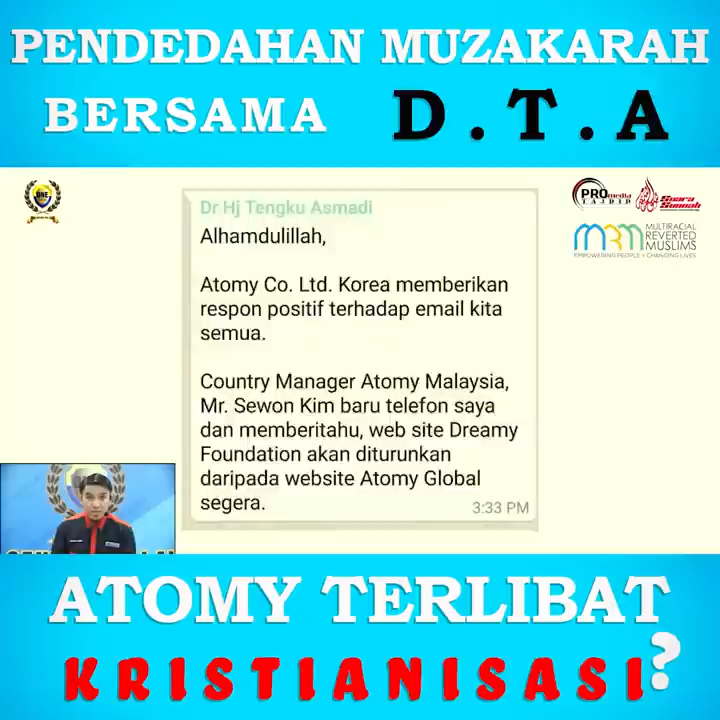 PENDEDAHAN MUZAKARAH
BERSAMA D.T.A
ONE
PROmedia
TAJDID
Suara
Sunnah
mrm
MULTIRACIAL
REVERTED
MUSLIMS
EMPOWERING PEOPLE • CHANGING LIVES
Dr Hj Tengku Asmadi
Alhamdulillah,
Atomy Co. Ltd. Korea memberikan
respon positif terhadap email kita
semua.
Country Manager Atomy Malaysia,
Mr. Sewon Kim baru telefon saya
dan memberitahu, web site Dreamy
Foundation akan diturunkan
daripada website Atomy Global
segera.
3:33 PM
ATOMY TERLIBAT
KRISTIANISASI?